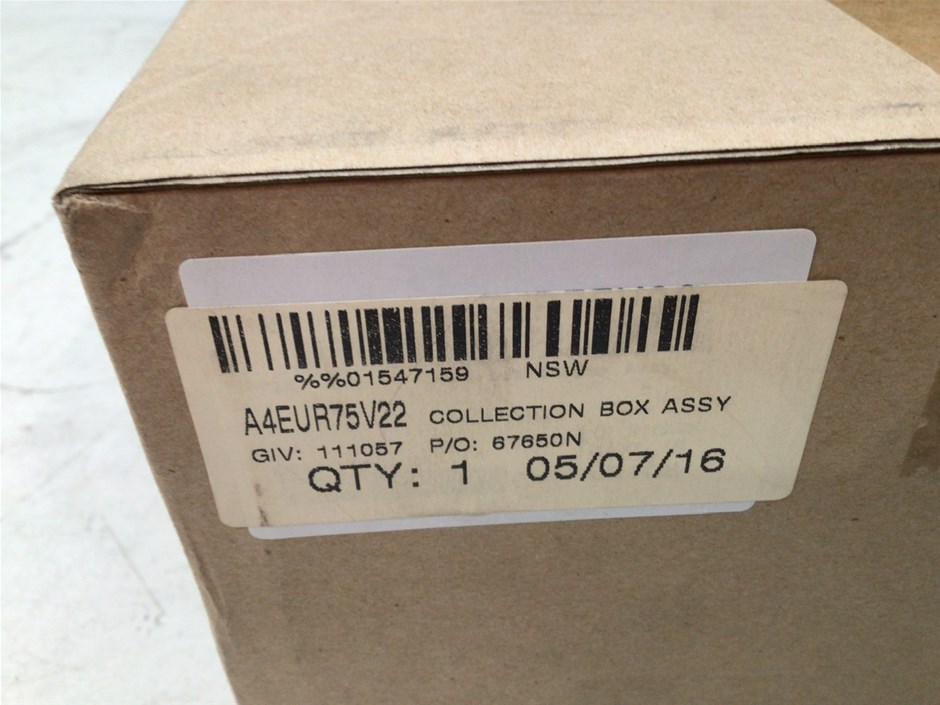 %%01547159 NSW
A4EUR75V22 COLLECTION BOX ASSY
GIV: 111057 P/O: 67650N
QTY: 1 05/07/16